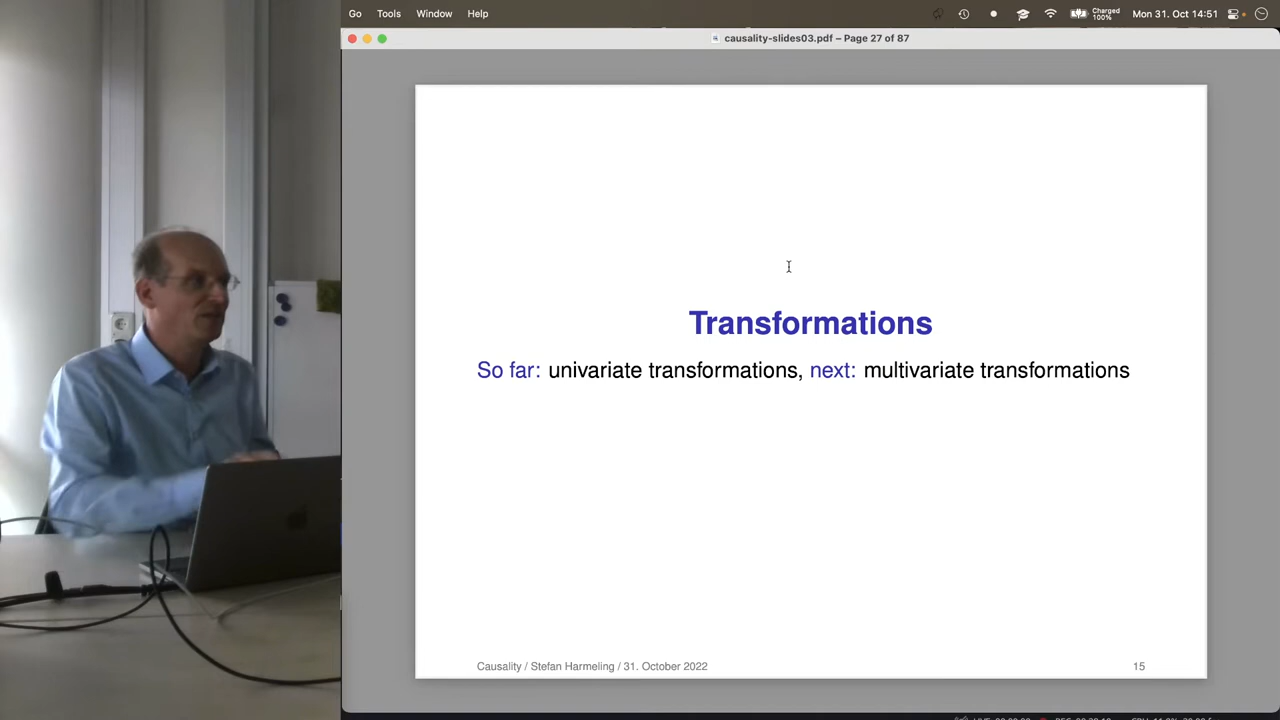 Go Tools Window Help Charged 100% Mon 31. Oct 14:51
causality-slides03.pdf – Page 27 of 87
Transformations
So far: univariate transformations, next: multivariate transformations
Causality / Stefan Harmeling / 31. October 2022 15